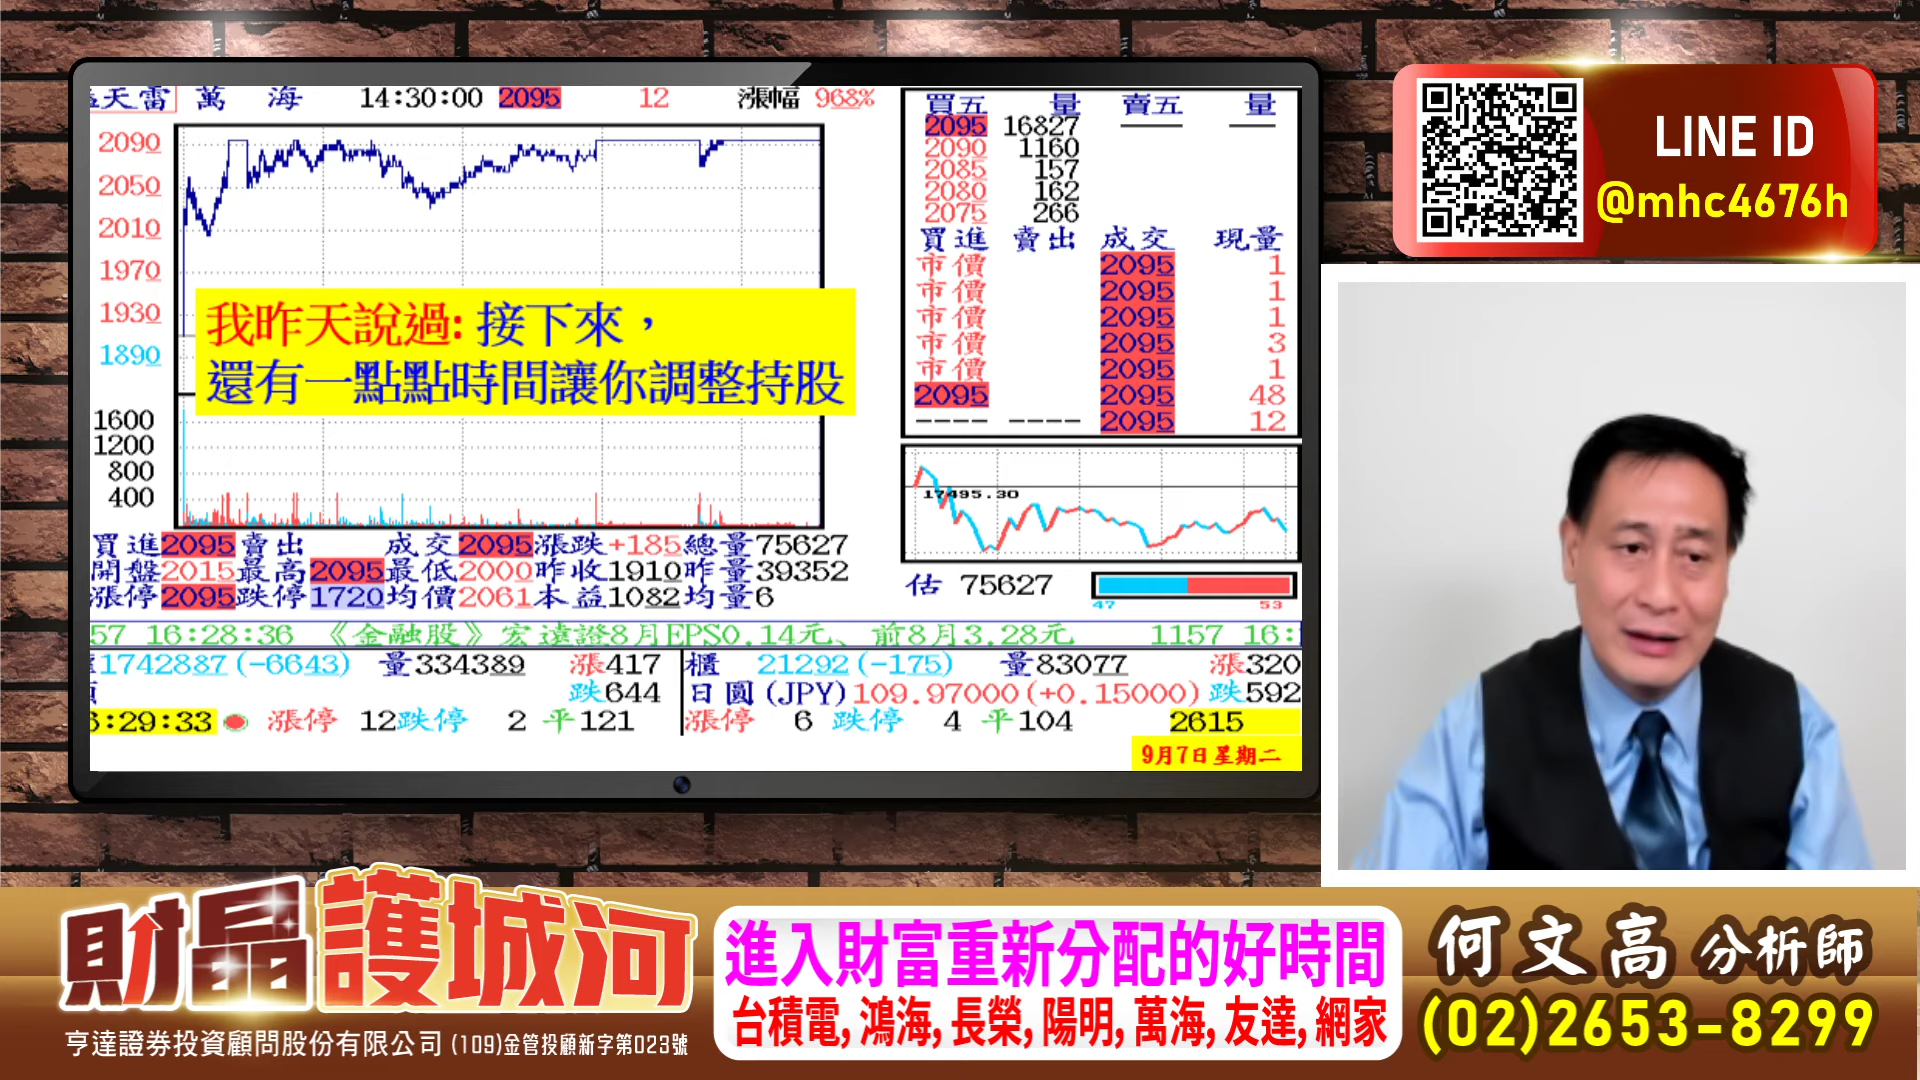 天雷 萬海 14:30:00 2095 12 漲幅 968%
2090
2050
2010
1970
1930
1890
1600
1200
800
400
我昨天說過: 接下來，
還有一點點時間讓你調整持股
買五 量 賣五 量
2095 16827
2090 1160
2085 157
2080 162
2075 266
買進 賣出 成交 現量
市價 2095 1
市價 2095 1
市價 2095 1
市價 2095 3
市價 2095 1
2095 2095 48
---- ---- 2095 12
17495.30
買進2095賣出 成交2095漲跌+185總量75627
開盤2015最高2095最低2000昨收1910昨量39352
漲停2095跌停1720均價2061本益1082均量6
估 75627
47 53
57 16:28:36 《金融股》宏遠證8月EPS0.14元、前8月3.28元 1157 16:
1742887(-6643) 量334389 漲417
跌644
櫃 21292(-175) 量83077 漲320
日圓(JPY)109.97000(+0.15000)跌592
6:29:33 漲停 12跌停 2 平121
漲停 6 跌停 4 平104 2615
9月7日星期二
LINE ID
@mhc4676h
財晶護城河
亨達證券投資顧問股份有限公司(109)金管投顧新字第023號
進入財富重新分配的好時間
台積電, 鴻海, 長榮, 陽明, 萬海, 友達, 網家
何文高 分析師
(02)2653-8299